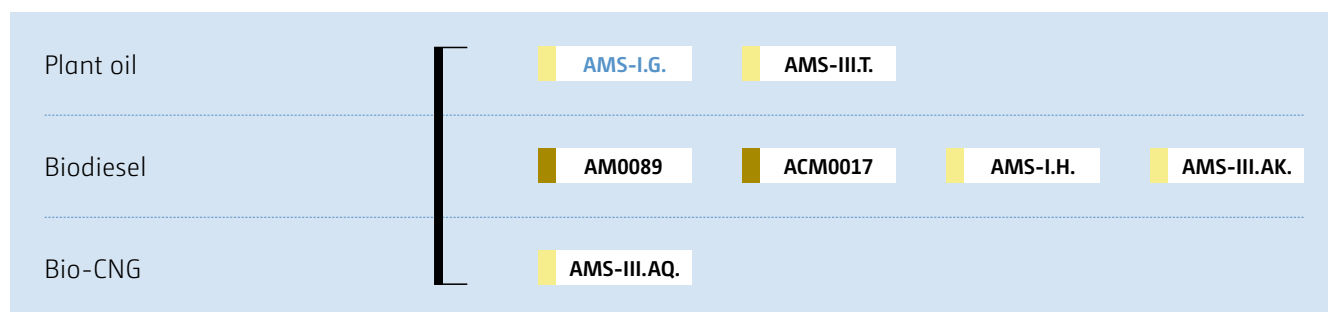 Plant oil AMS-I.G. AMS-III.T.
Biodiesel AM0089 ACM0017 AMS-I.H. AMS-III.AK.
Bio-CNG AMS-III.AQ.